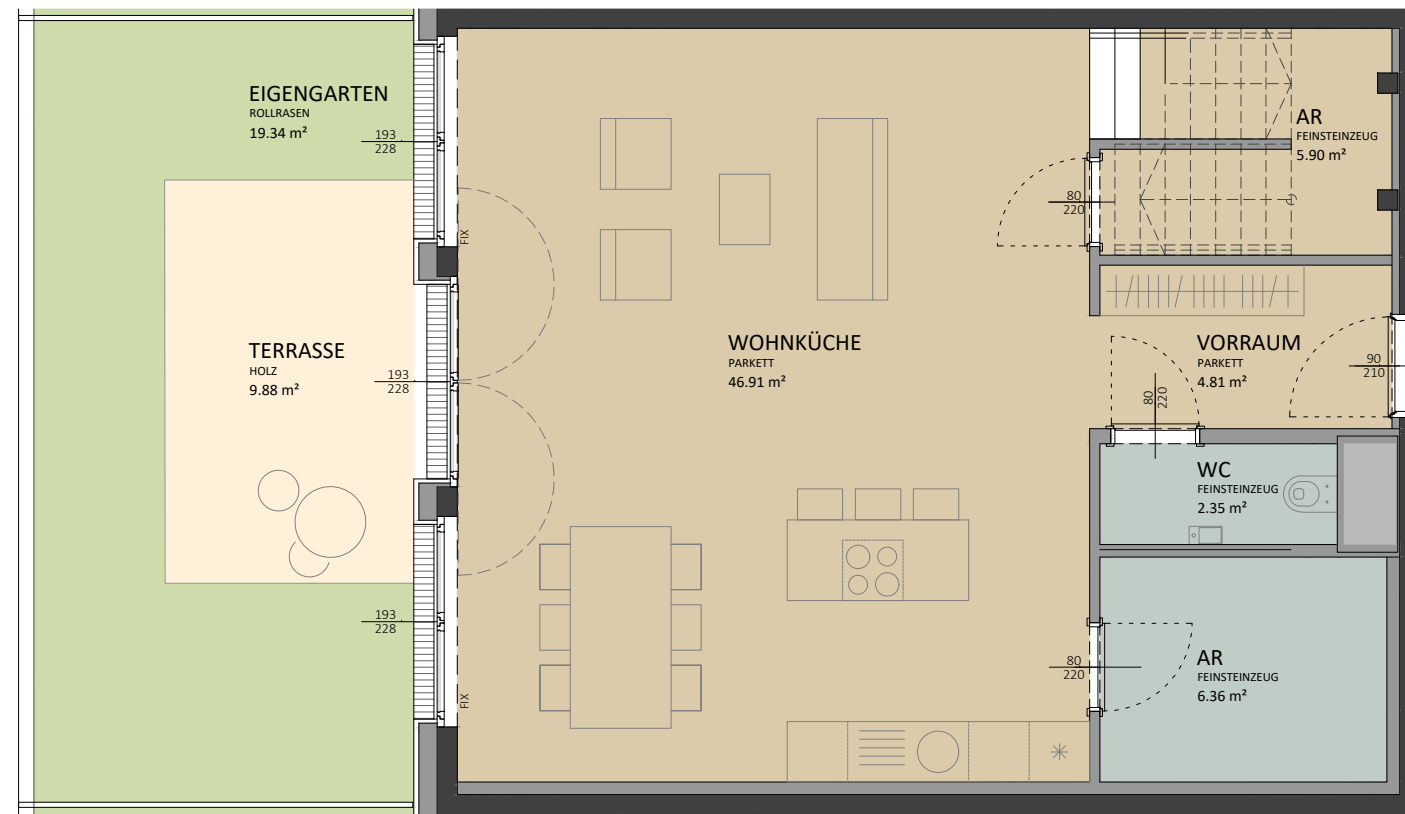 EIGENGARTEN
ROLLRASEN
19.34 m²
193
228
FIX
AR
FEINSTEINZEUG
5.90 m²
80
220
TERRASSE
HOLZ
9.88 m²
193
228
WOHNKÜCHE
PARKETT
46.91 m²
VORRAUM
PARKETT
4.81 m²
90
210
80
220
WC
FEINSTEINZEUG
2.35 m²
193
228
FIX
80
220
AR
FEINSTEINZEUG
6.36 m²